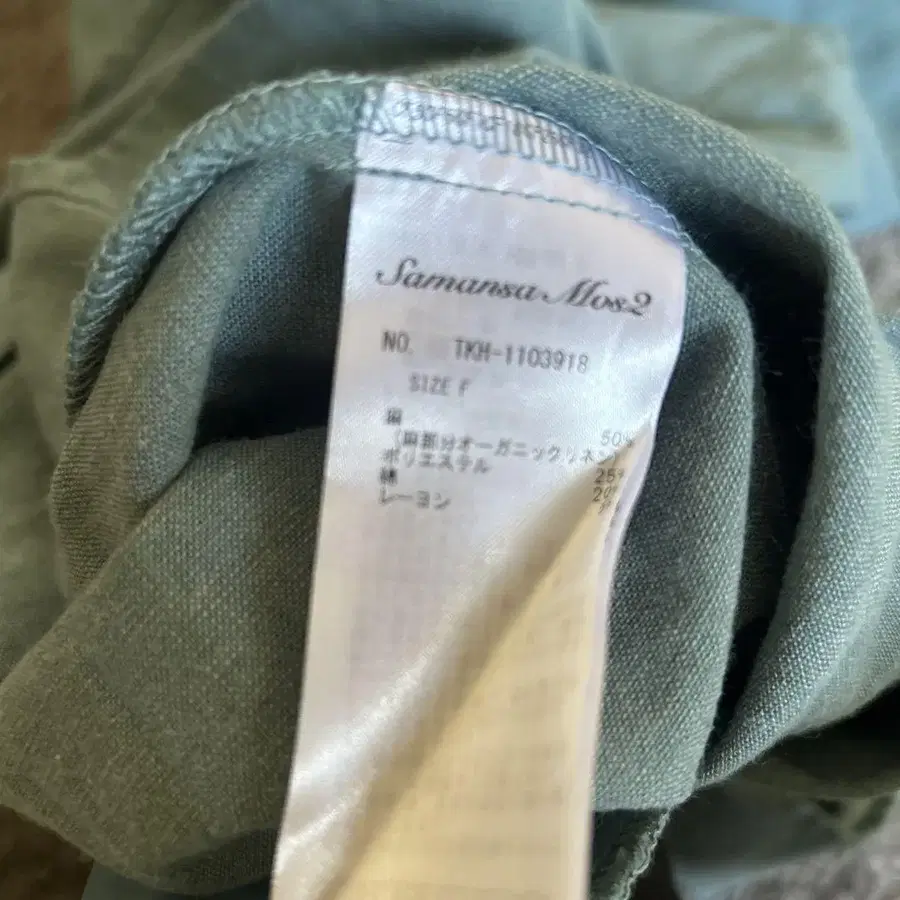 Samansa Mos2
NO. TKH-1103918
SIZE F
麻 50%
(麻部分オーガニックリネン)
ポリエステル 25%
綿 20%
レーヨン